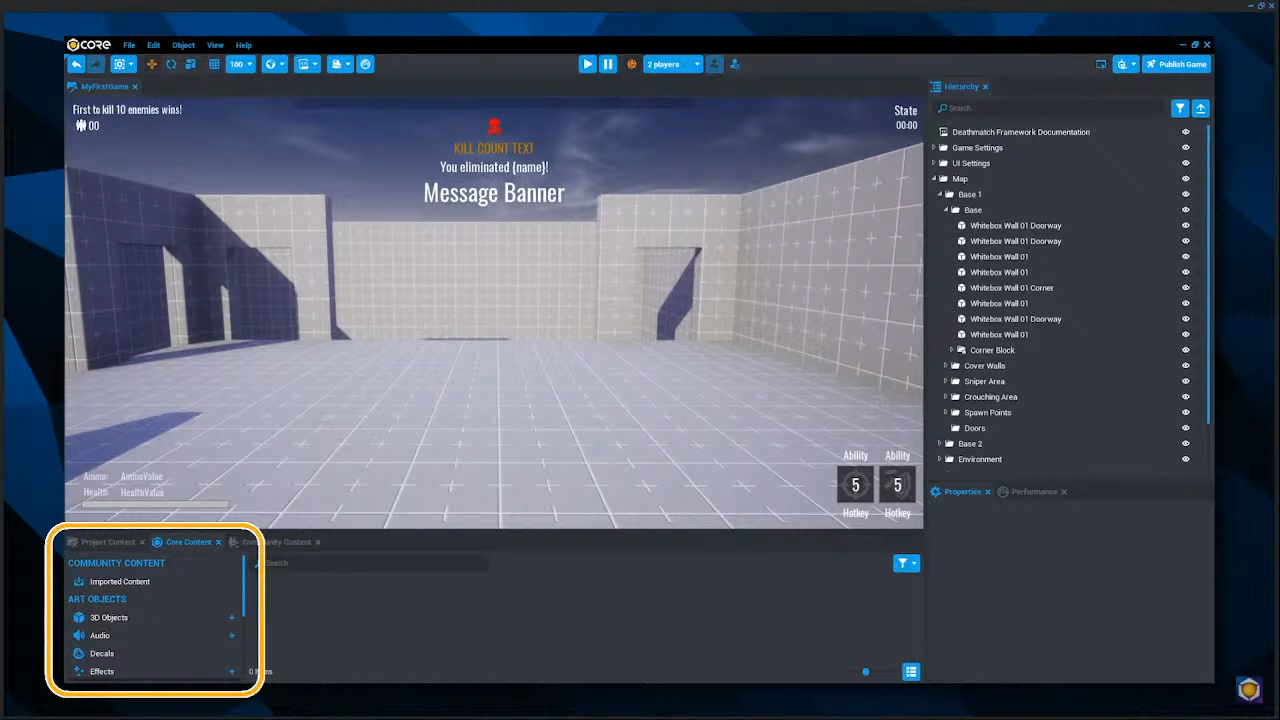 CORE File Edit Object View Help
100 2 players Publish Game
MyFirstGame
First to kill 10 enemies wins!
00
State
00:00
KILL COUNT TEXT
You eliminated {name}!
Message Banner
Ammo: AmmoValue
Health: HealthValue
Ability Ability
5 5
Hotkey Hotkey
Hierarchy
Search
Deathmatch Framework Documentation
Game Settings
UI Settings
Map
Base 1
Base
Whitebox Wall 01 Doorway
Whitebox Wall 01 Doorway
Whitebox Wall 01
Whitebox Wall 01
Whitebox Wall 01 Corner
Whitebox Wall 01
Whitebox Wall 01 Doorway
Whitebox Wall 01
Corner Block
Cover Walls
Sniper Area
Crouching Area
Spawn Points
Doors
Base 2
Environment
Properties Performance
Project Content Core Content Community Content
COMMUNITY CONTENT
Search
Imported Content
ART OBJECTS
3D Objects
Audio
Decals
Effects
0 Items